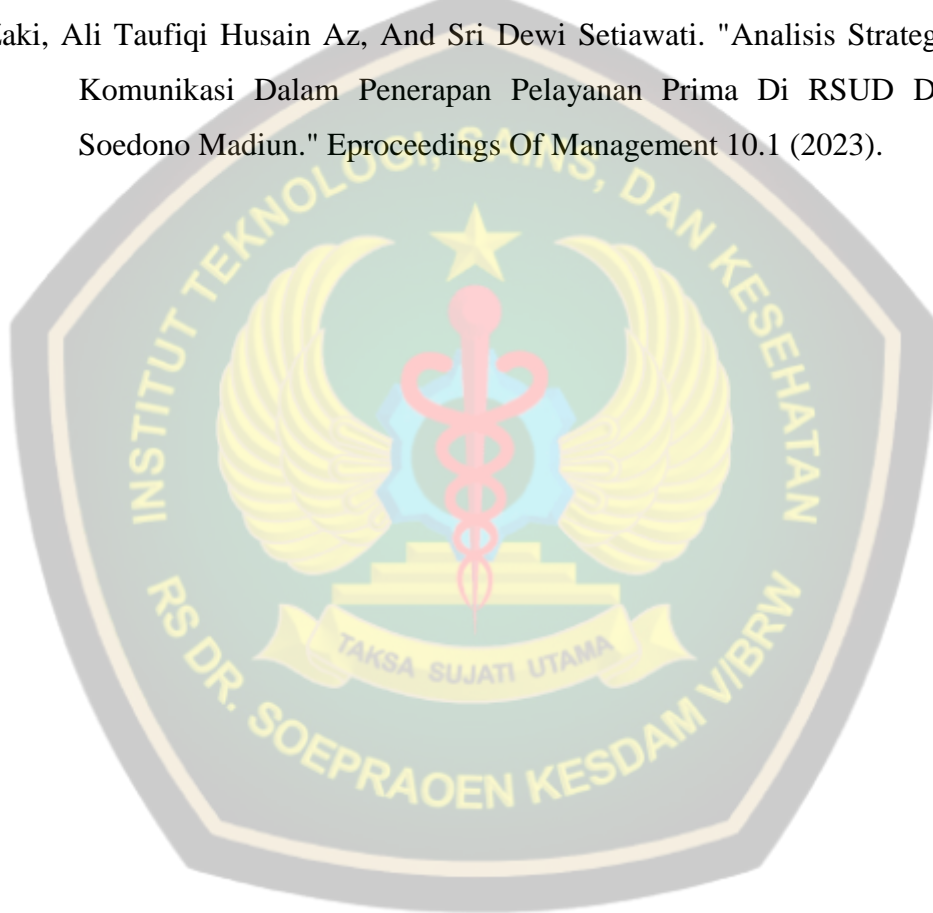 aki, Ali Taufiqi Husain Az, And Sri Dewi Setiawati. "Analisis Strateg
Komunikasi Dalam Penerapan Pelayanan Prima Di RSUD D
Soedono Madiun." Eproceedings Of Management 10.1 (2023).
INSTITUT TEKNOLOGI, SAINS, DAN KESEHATAN
TAKSA SUJATI UTAMA
RS DR. SOEPRAOEN KESDAM V/BRW